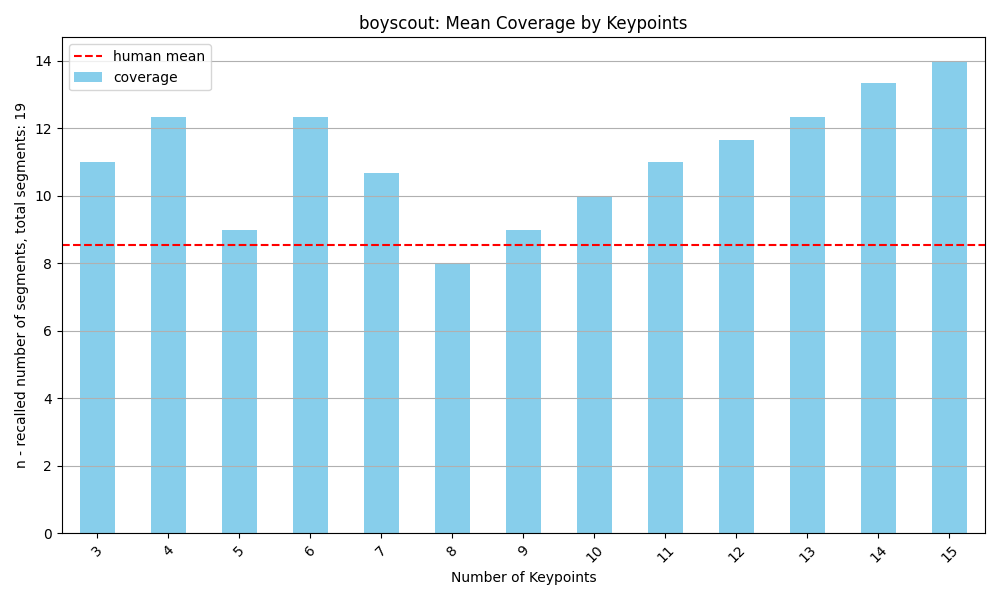 boyscout: Mean Coverage by Keypoints
human mean
coverage
n - recalled number of segments, total segments: 19
14
12
10
8
6
4
2
0
3 4 5 6 7 8 9 10 11 12 13 14 15
Number of Keypoints